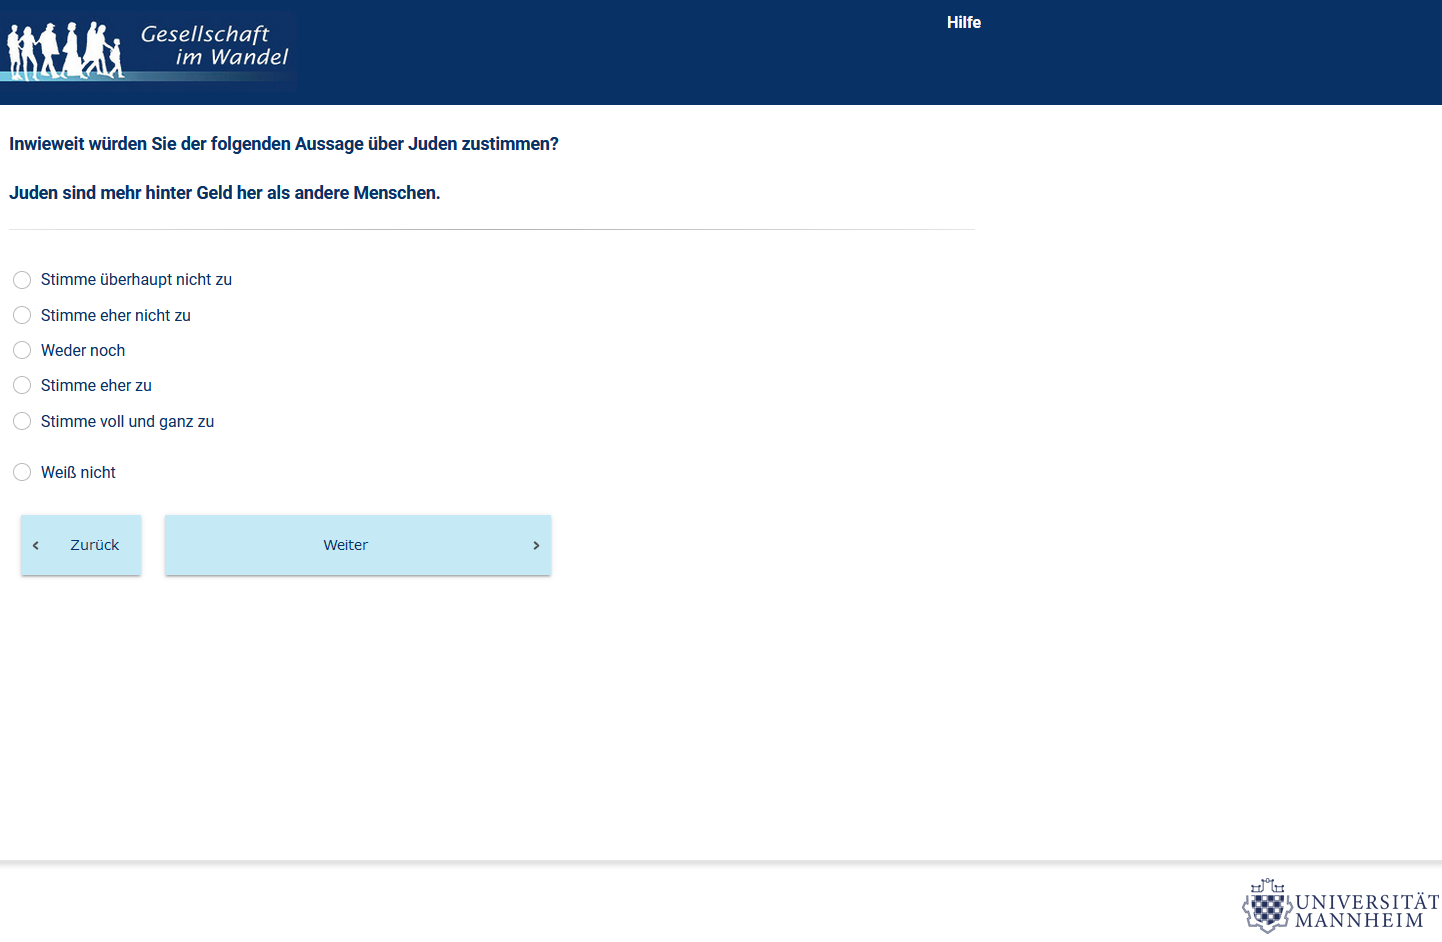 Gesellschaft
im Wandel
Hilfe
Inwieweit würden Sie der folgenden Aussage über Juden zustimmen?
Juden sind mehr hinter Geld her als andere Menschen.
Stimme überhaupt nicht zu
Stimme eher nicht zu
Weder noch
Stimme eher zu
Stimme voll und ganz zu
Weiß nicht
Zurück
Weiter
UNIVERSITÄT
MANNHEIM